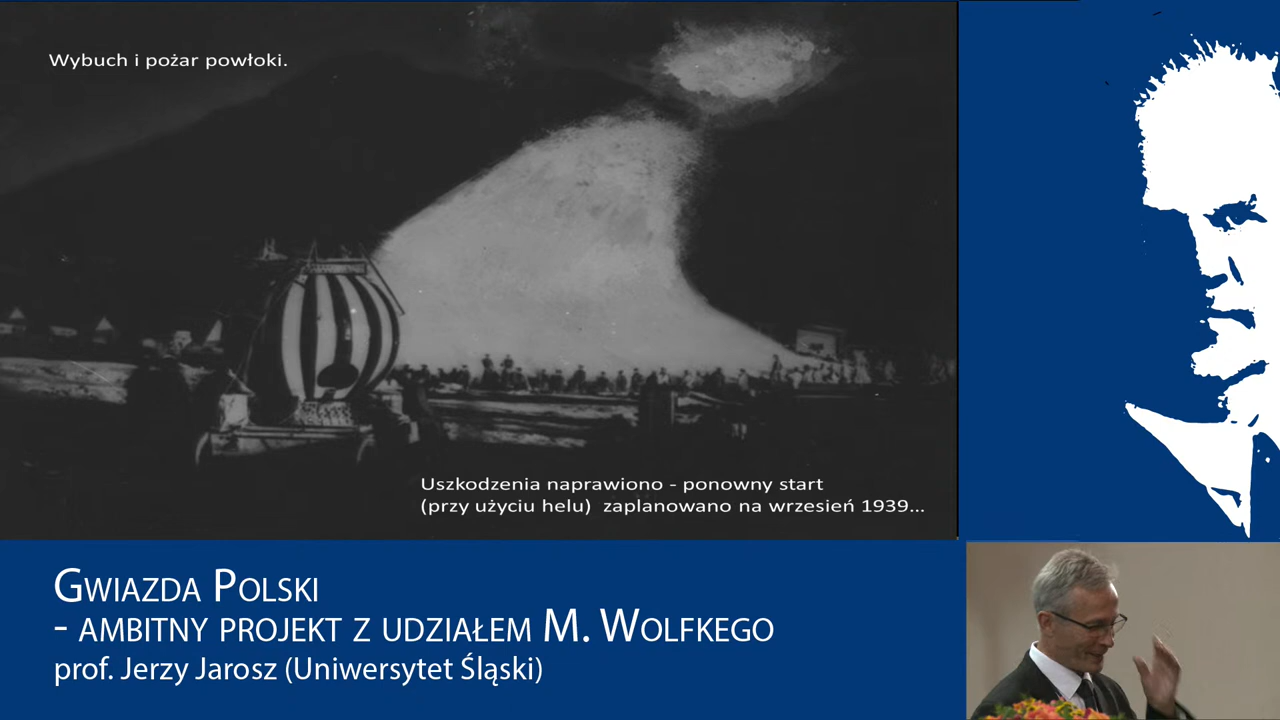 Wybuch i pożar powłoki.
Uszkodzenia naprawiono - ponowny start
(przy użyciu helu) zaplanowano na wrzesień 1939...
Gwiazda Polski
- ambitny projekt z udziałem M. Wolfkego
prof. Jerzy Jarosz (Uniwersytet Śląski)